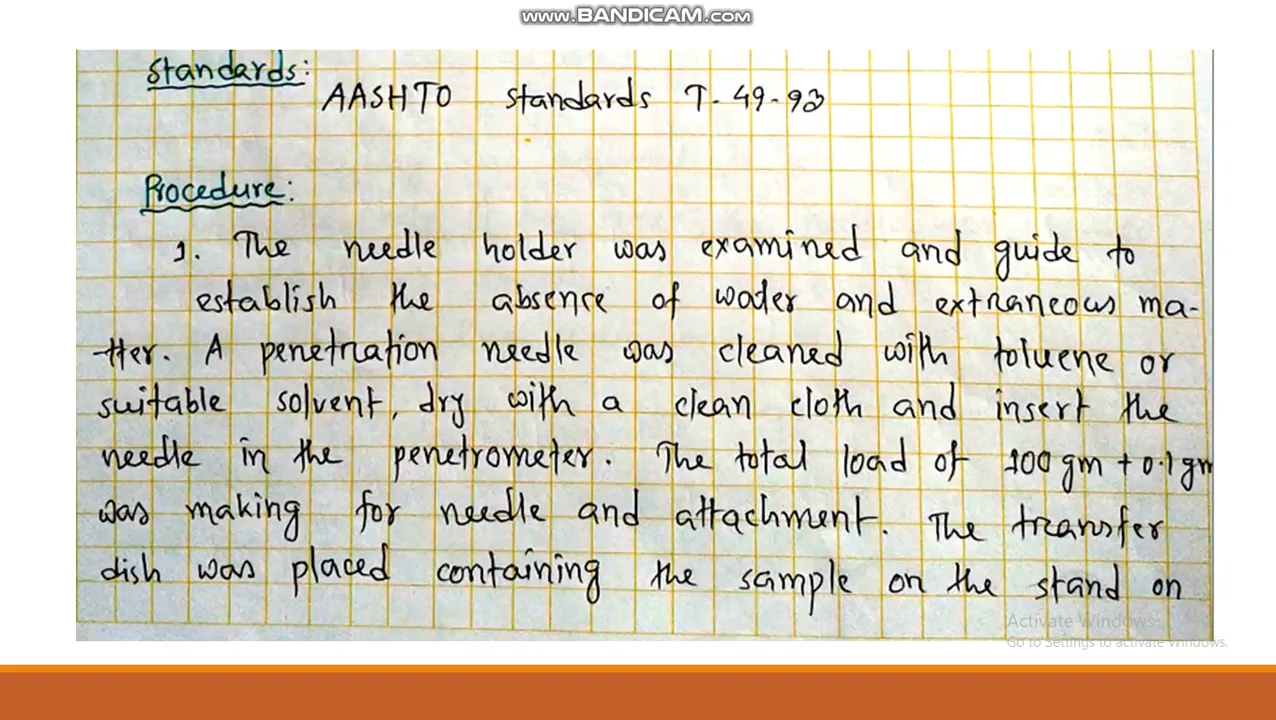 www.BANDICAM.com
Standards:
AASHTO Standards T-49-93
Procedure:
1. The needle holder was examined and guide to
establish the absence of water and extraneous ma-
tter. A penetration needle was cleaned with toluene or
suitable solvent, dry with a clean cloth and insert the
needle in the penetrometer. The total load of 100 gm + 0.1 gm
was making for needle and attachment. The transfer
dish was placed containing the sample on the stand on
Activate Windows
Go to Settings to activate Windows.